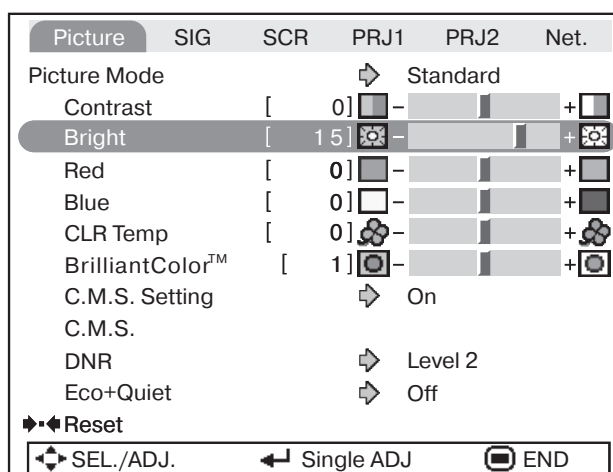 Picture SIG SCR PRJ1 PRJ2 Net.
Picture Mode Standard
Contrast [ 0] − +
Bright [ 15] − +
Red [ 0] − +
Blue [ 0] − +
CLR Temp [ 0] − +
BrilliantColor™ [ 1] − +
C.M.S. Setting On
C.M.S.
DNR Level 2
Eco+Quiet Off
Reset
SEL./ADJ. Single ADJ END